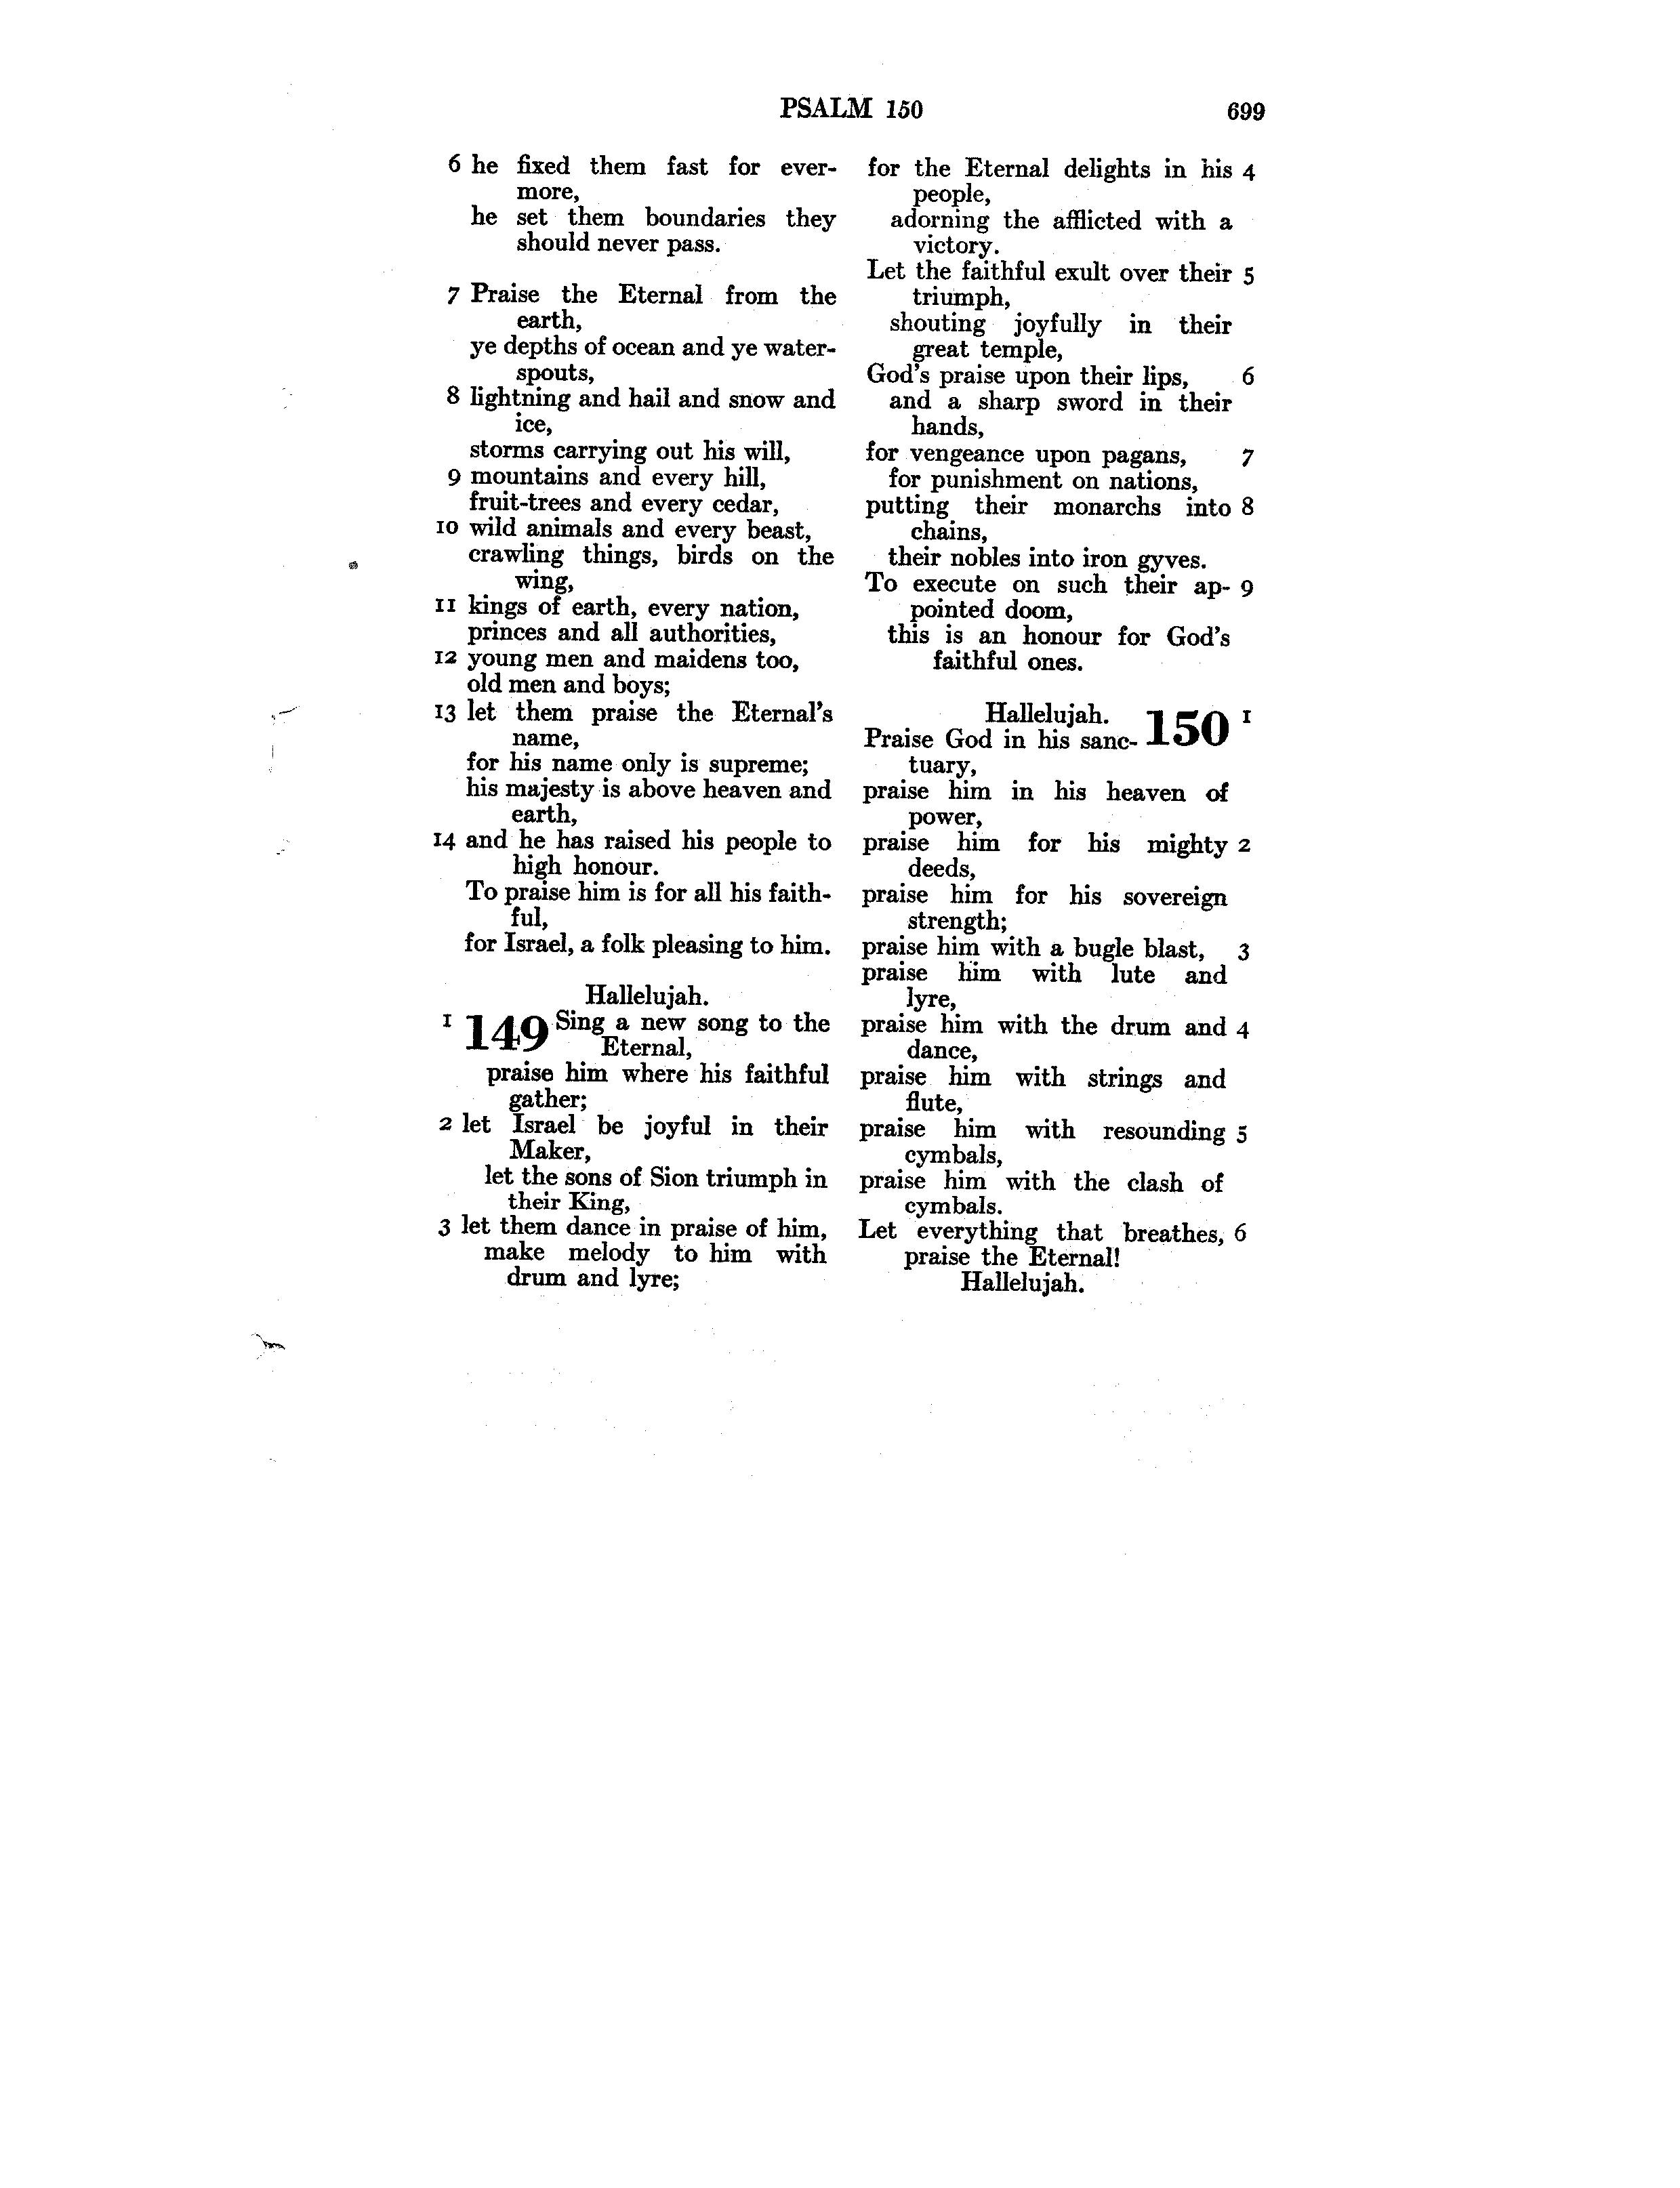 PSALM 150 699
6 he fixed them fast for ever-
more,
he set them boundaries they
should never pass.
7 Praise the Eternal from the
earth,
ye depths of ocean and ye water-
spouts,
8 lightning and hail and snow and
ice,
storms carrying out his will,
9 mountains and every hill,
fruit-trees and every cedar,
10 wild animals and every beast,
crawling things, birds on the
wing,
11 kings of earth, every nation,
princes and all authorities,
12 young men and maidens too,
old men and boys;
13 let them praise the Eternal's
name,
for his name only is supreme;
his majesty is above heaven and
earth,
14 and he has raised his people to
high honour.
To praise him is for all his faith-
ful,
for Israel, a folk pleasing to him.
Hallelujah.
1 149 Sing a new song to the
Eternal,
praise him where his faithful
gather;
2 let Israel be joyful in their
Maker,
let the sons of Sion triumph in
their King,
3 let them dance in praise of him,
make melody to him with
drum and lyre;
for the Eternal delights in his 4
people,
adorning the afflicted with a
victory.
Let the faithful exult over their 5
triumph,
shouting joyfully in their
great temple,
God's praise upon their lips, 6
and a sharp sword in their
hands,
for vengeance upon pagans, 7
for punishment on nations,
putting their monarchs into 8
chains,
their nobles into iron gyves.
To execute on such their ap- 9
pointed doom,
this is an honour for God's
faithful ones.
Hallelujah. 150 1
Praise God in his sanc-
tuary,
praise him in his heaven of
power,
praise him for his mighty 2
deeds,
praise him for his sovereign
strength;
praise him with a bugle blast, 3
praise him with lute and
lyre,
praise him with the drum and 4
dance,
praise him with strings and
flute,
praise him with resounding 5
cymbals,
praise him with the clash of
cymbals.
Let everything that breathes, 6
praise the Eternal!
Hallelujah.